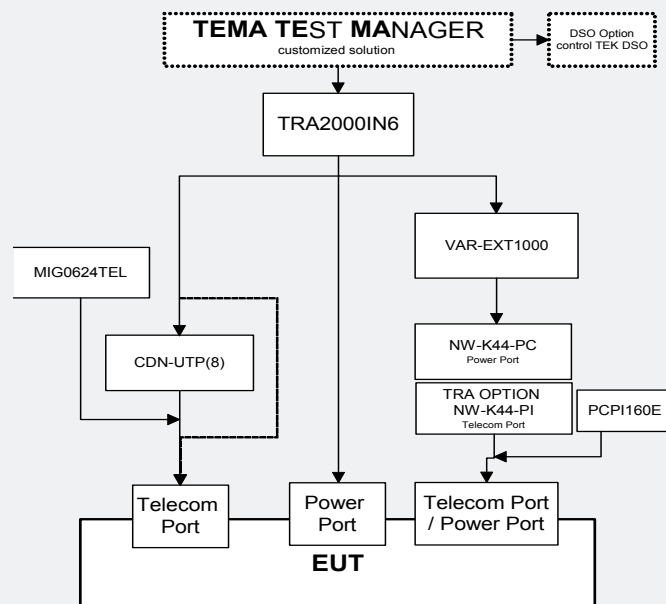 TEMA TEST MANAGER
customized solution
DSO Option
control TEK DSO
TRA2000IN6
VAR-EXT1000
MIG0624TEL
CDN-UTP(8)
NW-K44-PC
Power Port
TRA OPTION
NW-K44-PI
Telecom Port
PCPI160E
Telecom
Port
Power
Port
Telecom Port
/ Power Port
EUT